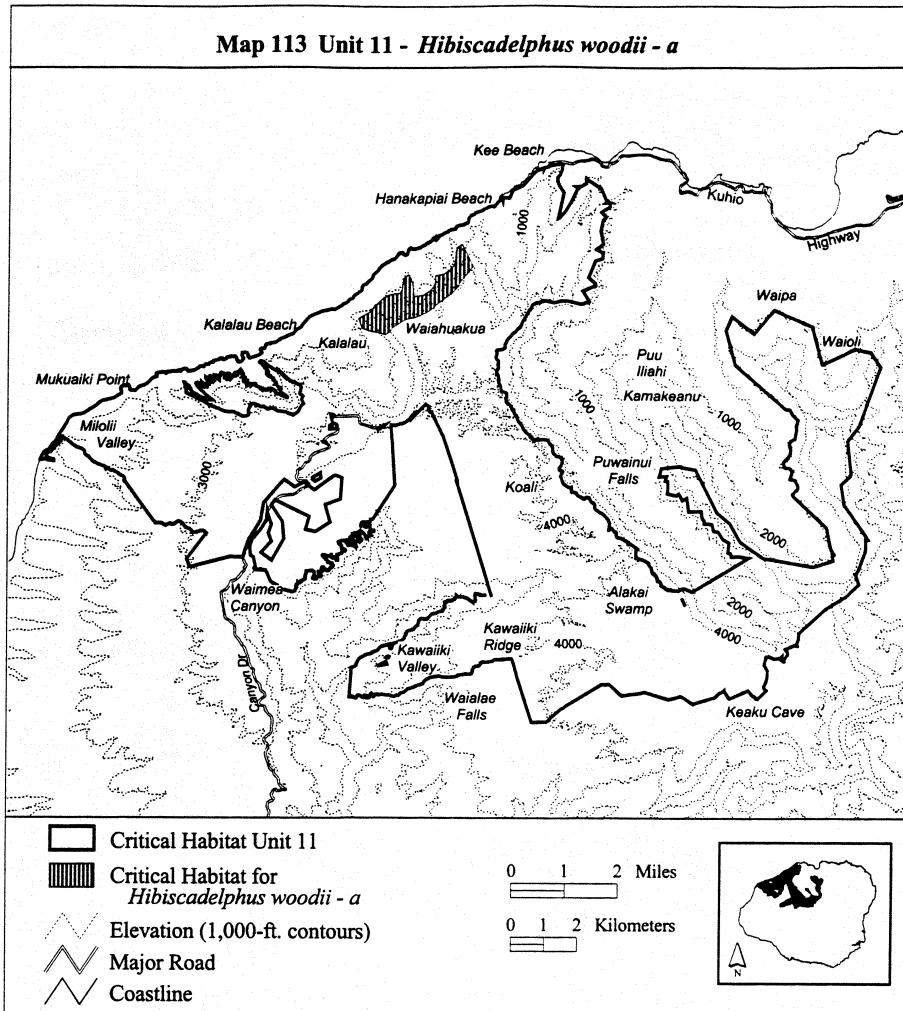 Map 113 Unit 11 - Hibiscadelphus woodii - a
Kee Beach
Hanakapiai Beach
Kuhio
Highway
1000
Waipa
Kalalau Beach
Kalalau
Waiahuakua
Waioli
Puu
Iliahi
Mukuaiki Point
Kamakeanu
1000
1000
Milolii
Valley
3000
Puwainui
Falls
Koali
4000
2000
Waimea
Canyon
Alakai
Swamp
2000
4000
Kawaiiki
Ridge
4000
Kawaiiki
Valley
Canyon Dr
Waialae
Falls
Keaku Cave
Critical Habitat Unit 11
Critical Habitat for
Hibiscadelphus woodii - a
Elevation (1,000-ft. contours)
Major Road
Coastline
0 1 2 Miles
0 1 2 Kilometers
N